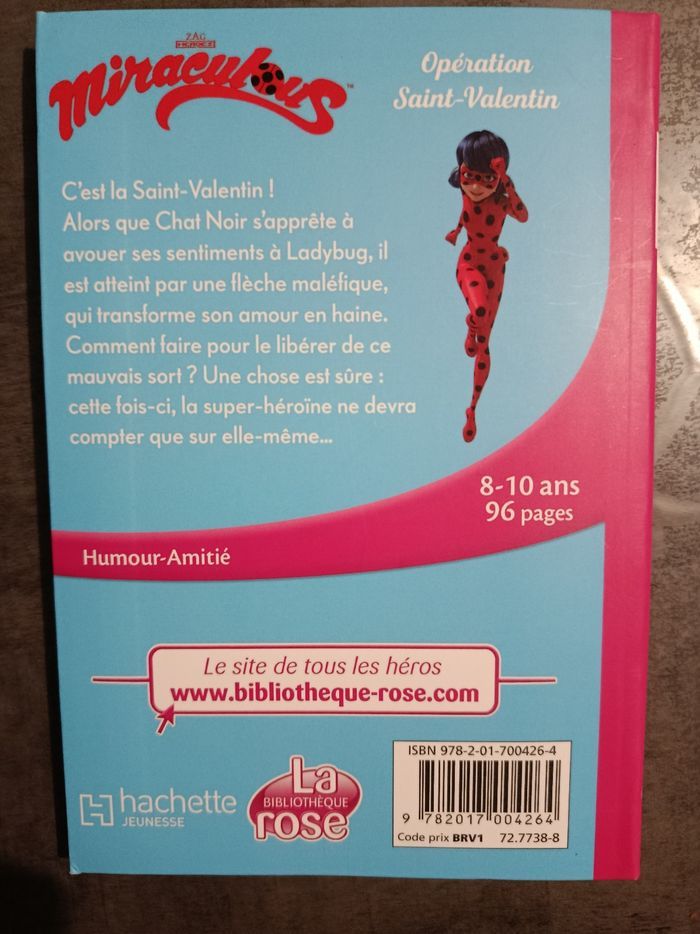 ZAG
HEROEZ
Miraculous™
Opération
Saint-Valentin
C'est la Saint-Valentin !
Alors que Chat Noir s'apprête à
avouer ses sentiments à Ladybug, il
est atteint par une flèche maléfique,
qui transforme son amour en haine.
Comment faire pour le libérer de ce
mauvais sort ? Une chose est sûre :
cette fois-ci, la super-héroïne ne devra
compter que sur elle-même...
8-10 ans
96 pages
Humour-Amitié
Le site de tous les héros
www.bibliotheque-rose.com
hachette
JEUNESSE
La
BIBLIOTHÈQUE
rose
ISBN 978-2-01-700426-4
9 782017 004264
Code prix BRV1 72.7738-8